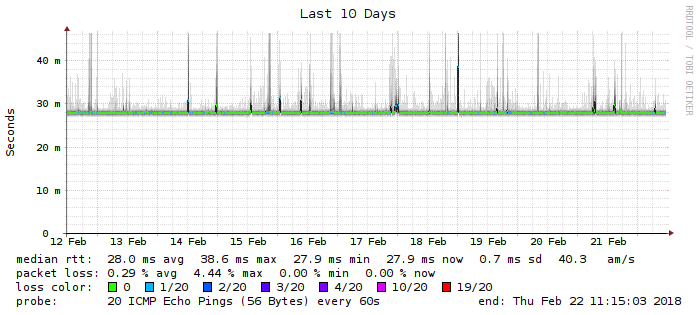 Last 10 Days
RRDTOOL / TOBI OETIKER
Seconds
40 m
30 m
20 m
10 m
0
12 Feb 13 Feb 14 Feb 15 Feb 16 Feb 17 Feb 18 Feb 19 Feb 20 Feb 21 Feb
median rtt: 28.0 ms avg 38.6 ms max 27.9 ms min 27.9 ms now 0.7 ms sd 40.3 am/s
packet loss: 0.29 % avg 4.44 % max 0.00 % min 0.00 % now
loss color: 0 1/20 2/20 3/20 4/20 10/20 19/20
probe: 20 ICMP Echo Pings (56 Bytes) every 60s end: Thu Feb 22 11:15:03 2018